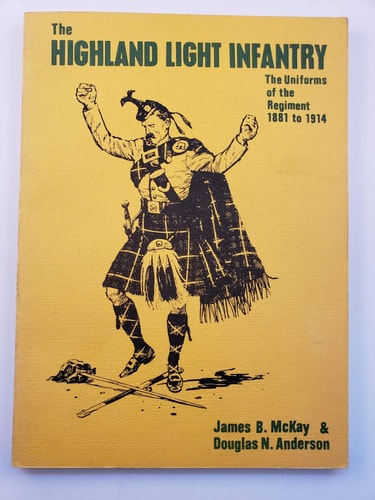 The
HIGHLAND LIGHT INFANTRY
The Uniforms
of the
Regiment
1881 to 1914
James B. McKay &
Douglas N. Anderson